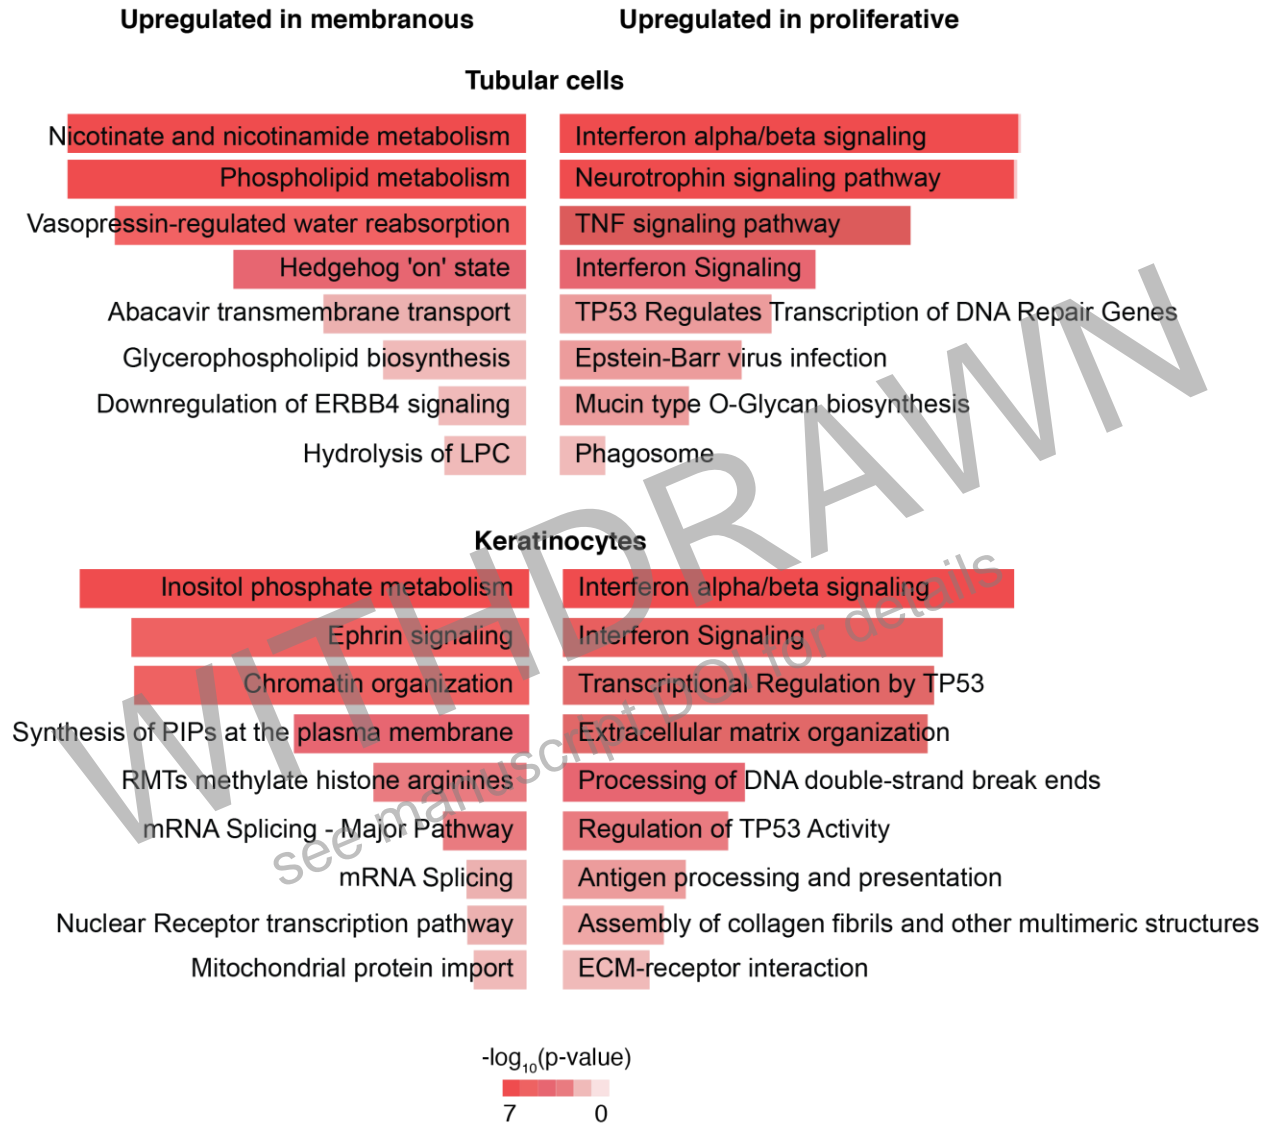 Upregulated in membranous
Upregulated in proliferative
Tubular cells
Nicotinate and nicotinamide metabolism
Interferon alpha/beta signaling
Phospholipid metabolism
Neurotrophin signaling pathway
Vasopressin-regulated water reabsorption
TNF signaling pathway
Hedgehog 'on' state
Interferon Signaling
Abacavir transmembrane transport
TP53 Regulates Transcription of DNA Repair Genes
Glycerophospholipid biosynthesis
Epstein-Barr virus infection
Downregulation of ERBB4 signaling
Mucin type O-Glycan biosynthesis
Hydrolysis of LPC
Phagosome
Keratinocytes
Inositol phosphate metabolism
Interferon alpha/beta signaling
Ephrin signaling
Interferon Signaling
Chromatin organization
Transcriptional Regulation by TP53
Synthesis of PIPs at the plasma membrane
Extracellular matrix organization
RMTs methylate histone arginines
Processing of DNA double-strand break ends
mRNA Splicing - Major Pathway
Regulation of TP53 Activity
mRNA Splicing
Antigen processing and presentation
Nuclear Receptor transcription pathway
Assembly of collagen fibrils and other multimeric structures
Mitochondrial protein import
ECM-receptor interaction
-log₁₀(p-value)
7 0
WITHDRAWN
see manuscript DOI for details